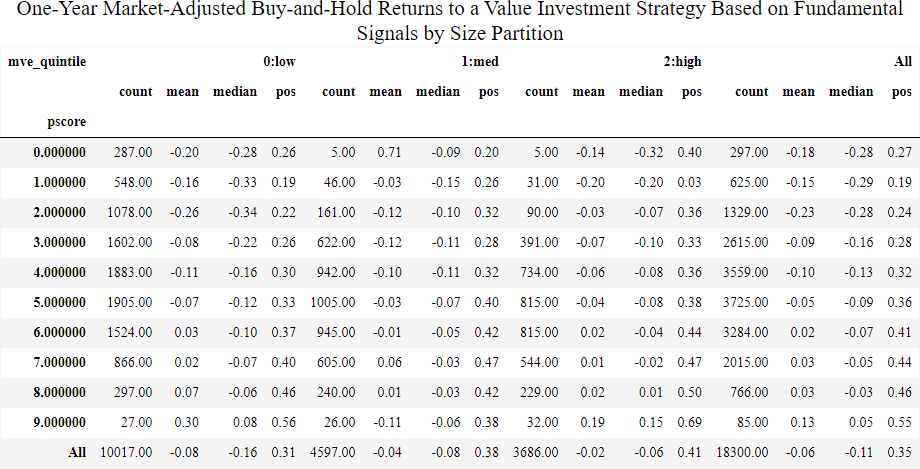 One-Year Market-Adjusted Buy-and-Hold Returns to a Value Investment Strategy Based on Fundamental
Signals by Size Partition
mve_quintile 0:low 1:med 2:high All
count mean median pos count mean median pos count mean median pos count mean median pos
pscore
0.000000 287.00 -0.20 -0.28 0.26 5.00 0.71 -0.09 0.20 5.00 -0.14 -0.32 0.40 297.00 -0.18 -0.28 0.27
1.000000 548.00 -0.16 -0.33 0.19 46.00 -0.03 -0.15 0.26 31.00 -0.20 -0.20 0.03 625.00 -0.15 -0.29 0.19
2.000000 1078.00 -0.26 -0.34 0.22 161.00 -0.12 -0.10 0.32 90.00 -0.03 -0.07 0.36 1329.00 -0.23 -0.28 0.24
3.000000 1602.00 -0.08 -0.22 0.26 622.00 -0.12 -0.11 0.28 391.00 -0.07 -0.10 0.33 2615.00 -0.09 -0.16 0.28
4.000000 1883.00 -0.11 -0.16 0.30 942.00 -0.10 -0.11 0.32 734.00 -0.06 -0.08 0.36 3559.00 -0.10 -0.13 0.32
5.000000 1905.00 -0.07 -0.12 0.33 1005.00 -0.03 -0.07 0.40 815.00 -0.04 -0.08 0.38 3725.00 -0.05 -0.09 0.36
6.000000 1524.00 0.03 -0.10 0.37 945.00 -0.01 -0.05 0.42 815.00 0.02 -0.04 0.44 3284.00 0.02 -0.07 0.41
7.000000 866.00 0.02 -0.07 0.40 605.00 0.06 -0.03 0.47 544.00 0.01 -0.02 0.47 2015.00 0.03 -0.05 0.44
8.000000 297.00 0.07 -0.06 0.46 240.00 0.01 -0.03 0.42 229.00 0.02 0.01 0.50 766.00 0.03 -0.03 0.46
9.000000 27.00 0.30 0.08 0.56 26.00 -0.11 -0.06 0.38 32.00 0.19 0.15 0.69 85.00 0.13 0.05 0.55
All 10017.00 -0.08 -0.16 0.31 4597.00 -0.04 -0.08 0.38 3686.00 -0.02 -0.06 0.41 18300.00 -0.06 -0.11 0.35